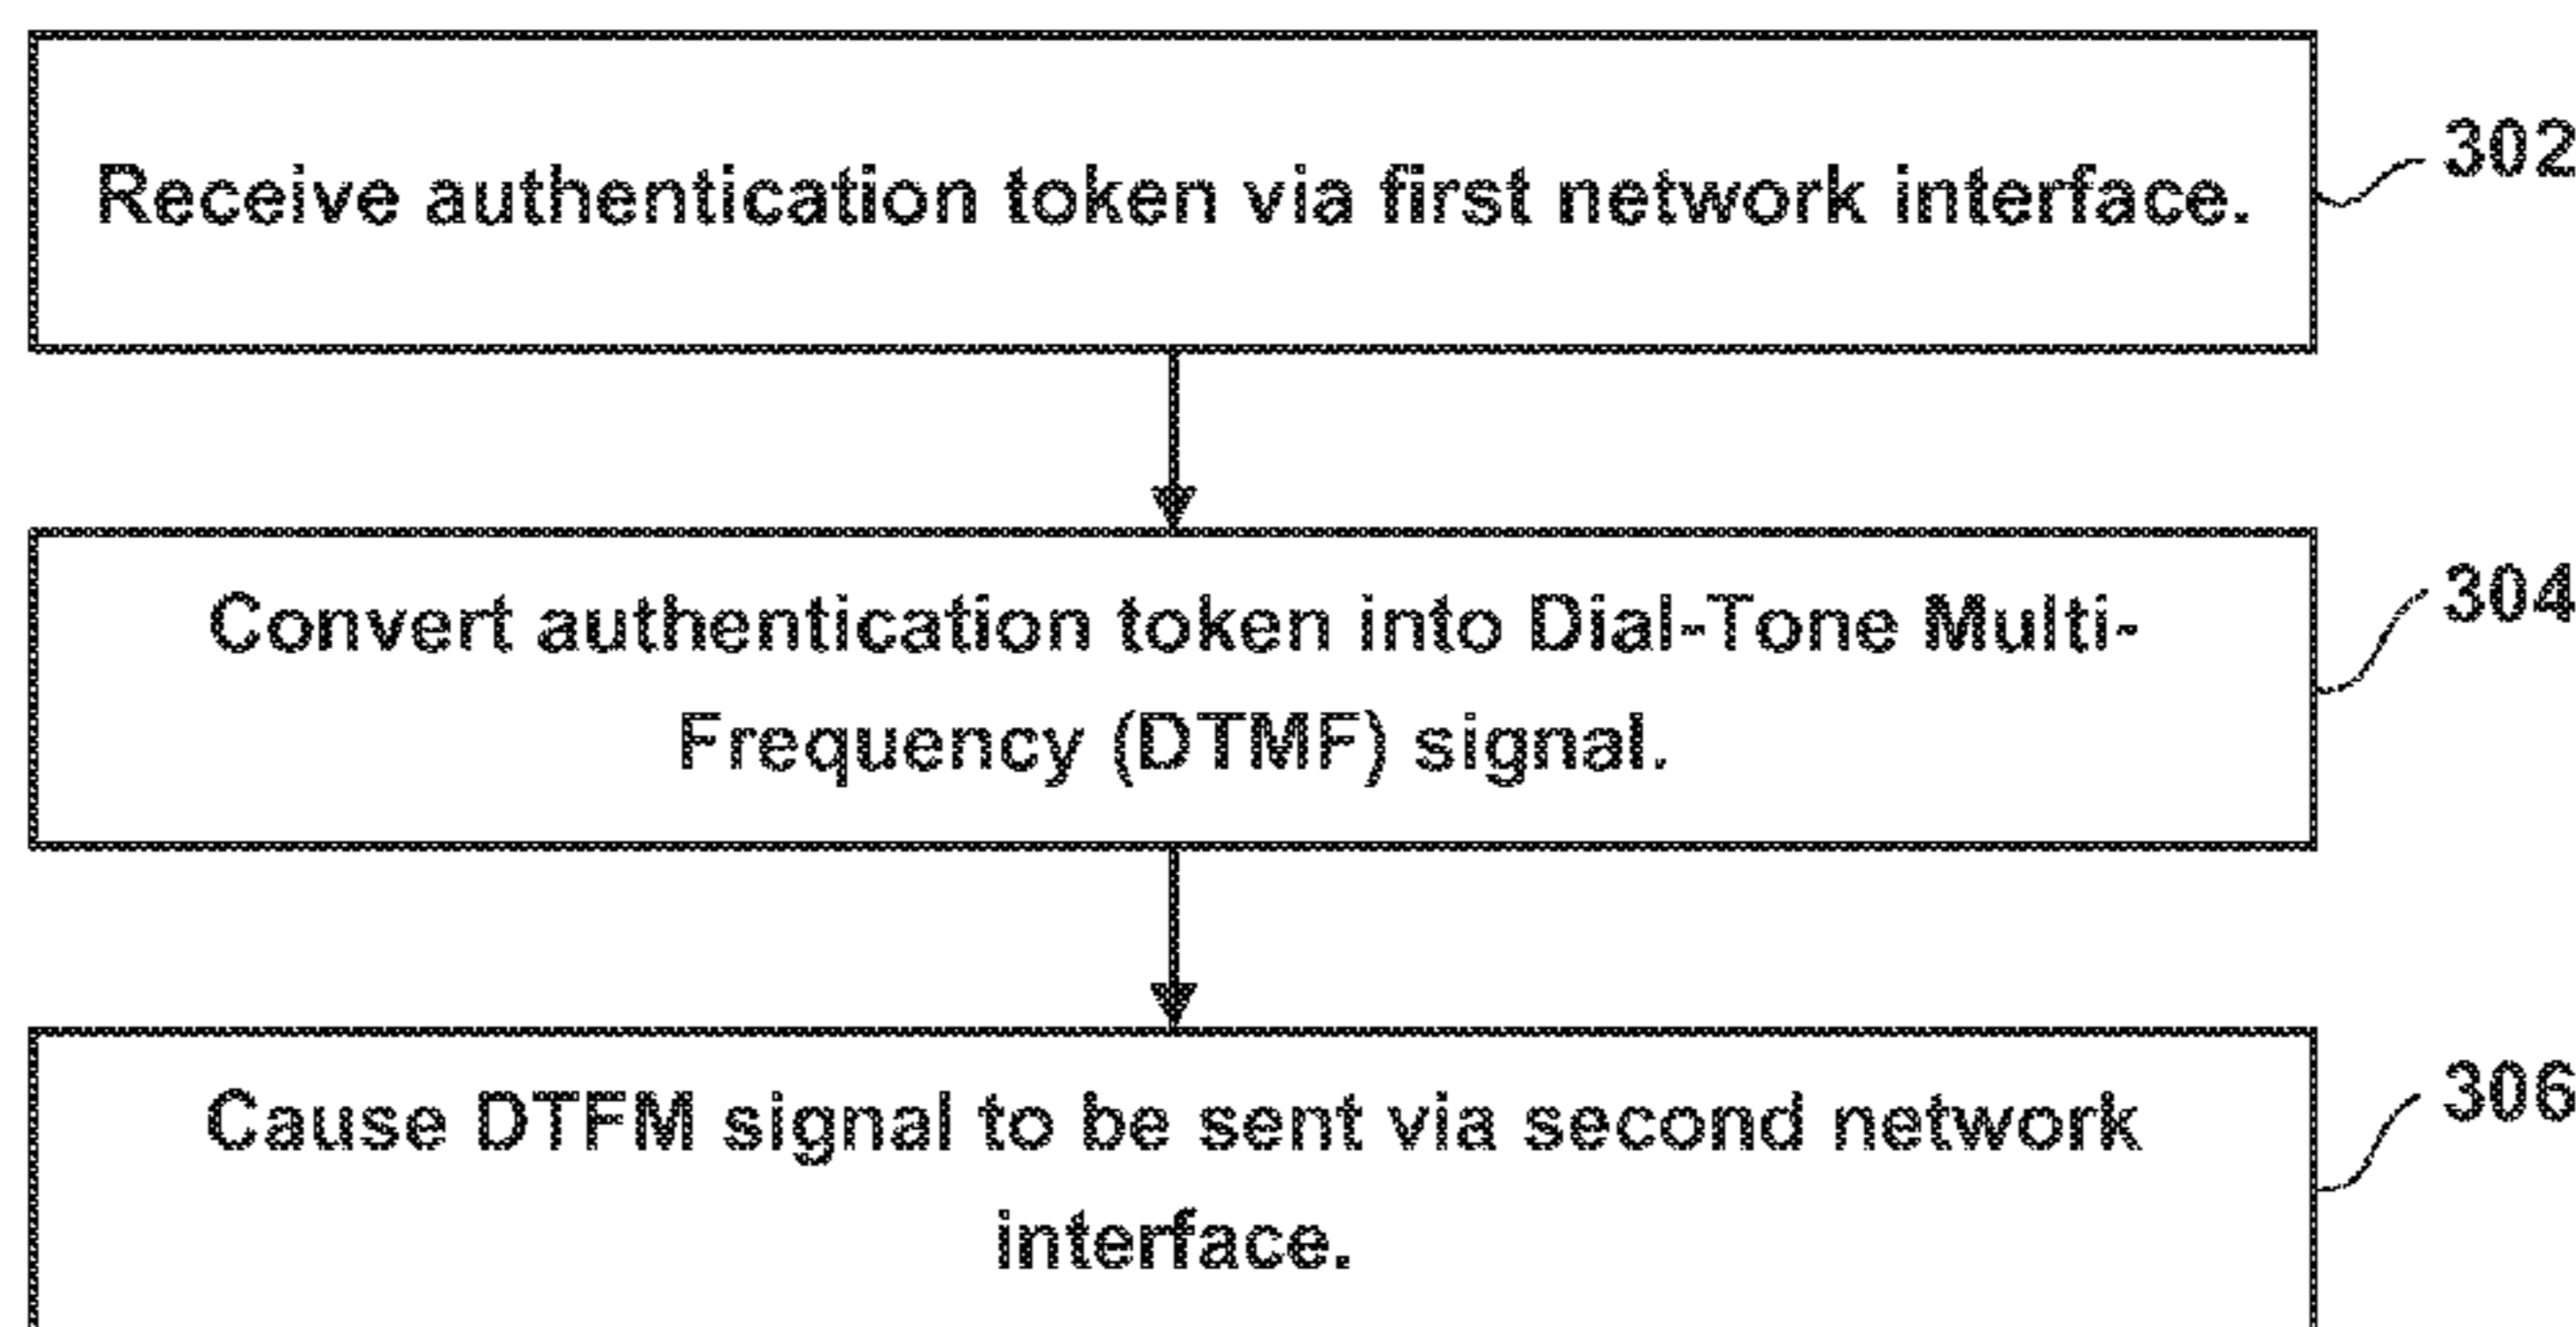 Receive authentication token via first network interface.
302
Convert authentication token into Dial-Tone Multi-
Frequency (DTMF) signal.
304
Cause DTFM signal to be sent via second network
interface.
306